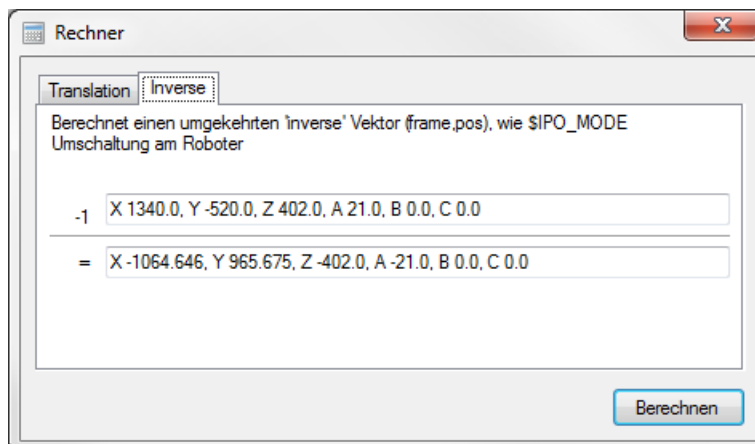 Rechner
Translation Inverse
Berechnet einen umgekehrten 'inverse' Vektor (frame,pos), wie $IPO_MODE
Umschaltung am Roboter
-1 X 1340.0, Y -520.0, Z 402.0, A 21.0, B 0.0, C 0.0
= X -1064.646, Y 965.675, Z -402.0, A -21.0, B 0.0, C 0.0
Berechnen